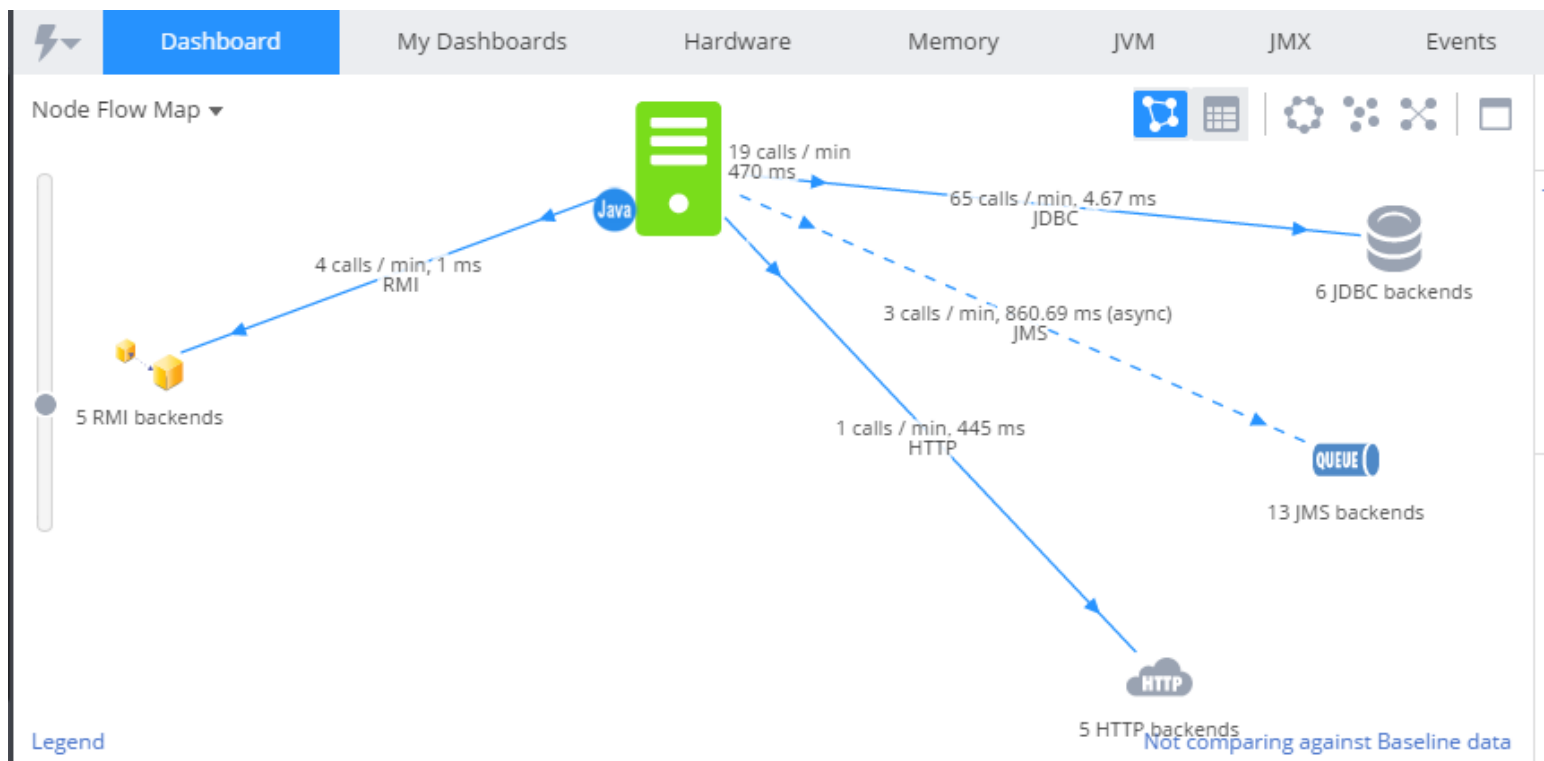 Dashboard
My Dashboards
Hardware
Memory
JVM
JMX
Events
Node Flow Map
19 calls / min
470 ms
Java
65 calls / min, 4.67 ms
JDBC
4 calls / min, 1 ms
RMI
6 JDBC backends
3 calls / min, 860.69 ms (async)
JMS
5 RMI backends
1 calls / min, 445 ms
HTTP
QUEUE
13 JMS backends
HTTP
5 HTTP backends
Legend
Not comparing against Baseline data